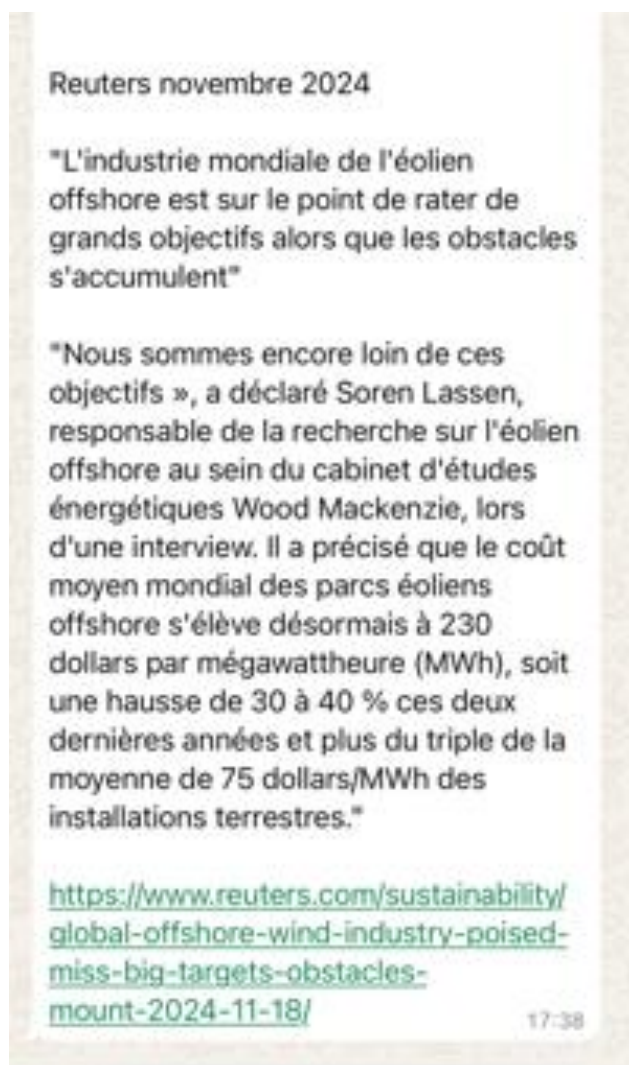 Reuters novembre 2024
"L'industrie mondiale de l'éolien
offshore est sur le point de rater de
grands objectifs alors que les obstacles
s'accumulent"
"Nous sommes encore loin de ces
objectifs », a déclaré Soren Lassen,
responsable de la recherche sur l'éolien
offshore au sein du cabinet d'études
énergétiques Wood Mackenzie, lors
d'une interview. Il a précisé que le coût
moyen mondial des parcs éoliens
offshore s'élève désormais à 230
dollars par mégawattheure (MWh), soit
une hausse de 30 à 40 % ces deux
dernières années et plus du triple de la
moyenne de 75 dollars/MWh des
installations terrestres."
https://www.reuters.com/sustainability/
global-offshore-wind-industry-poised-
miss-big-targets-obstacles-
mount-2024-11-18/
17:38